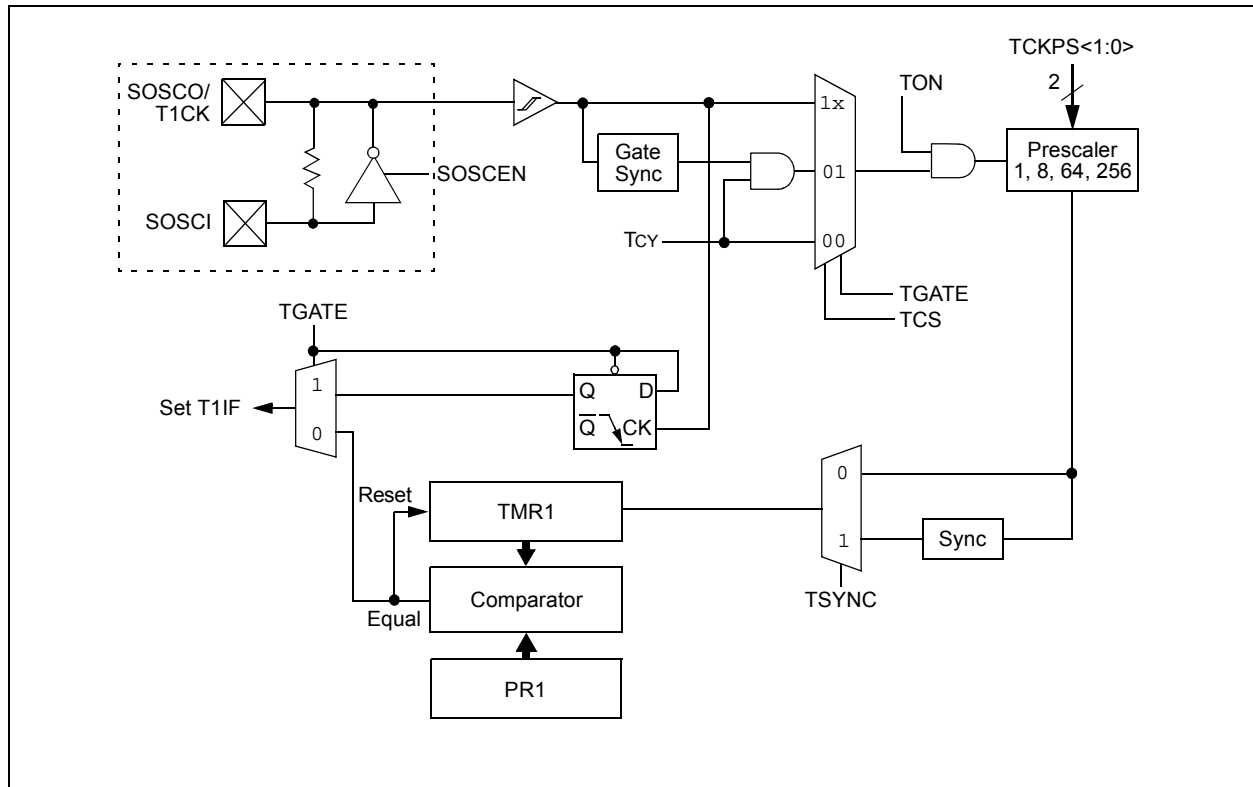 TCKPS<1:0>
2
SOSCO/
T1CK
TON
1x
Prescaler
1, 8, 64, 256
Gate
Sync
01
SOSCEN
SOSCI
TCY
00
TGATE
TCS
TGATE
1
Q
D
Set T1IF
0
Q
CK
Reset
TMR1
0
1
Sync
Comparator
TSYNC
Equal
PR1